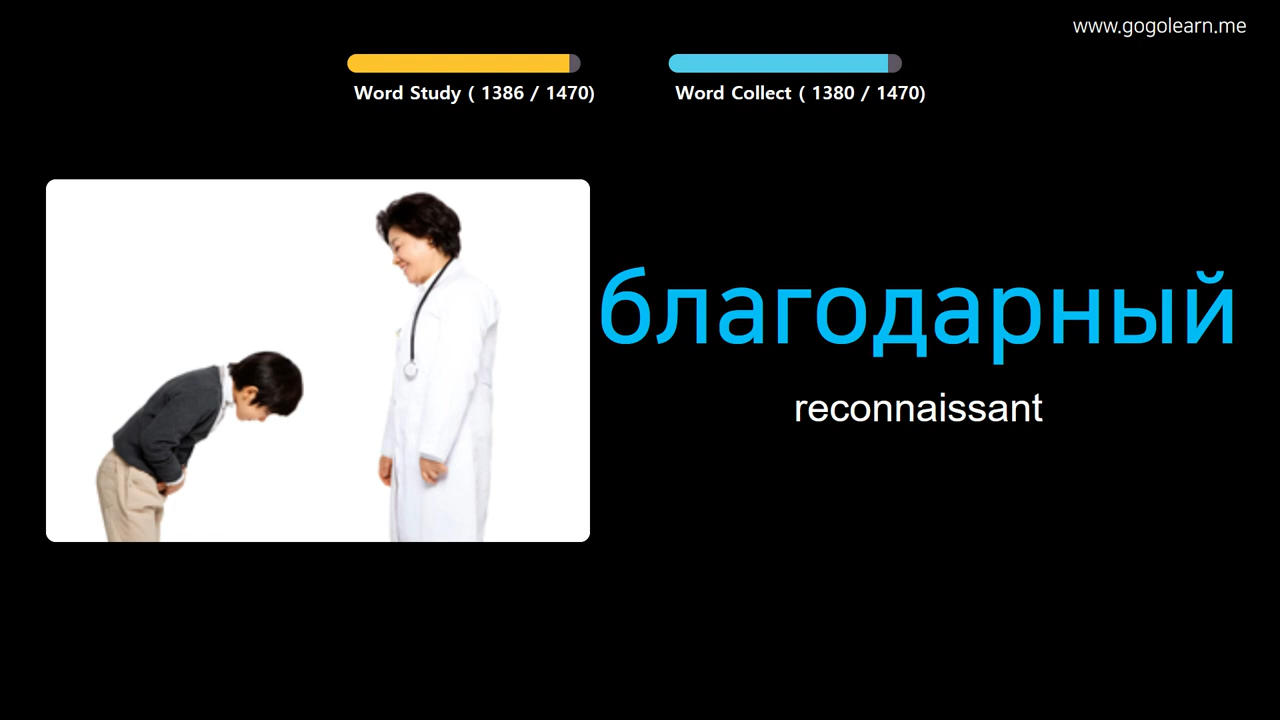 www.gogolearn.me
Word Study ( 1386 / 1470)
Word Collect ( 1380 / 1470)
благодарный
reconnaissant